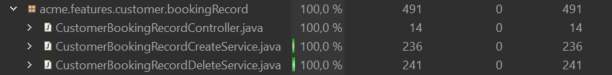 acme.features.customer.bookingRecord 100,0 % 491 0 491
CustomerBookingRecordController.java 100,0 % 14 0 14
CustomerBookingRecordCreateService.java 100,0 % 236 0 236
CustomerBookingRecordDeleteService.java 100,0 % 241 0 241